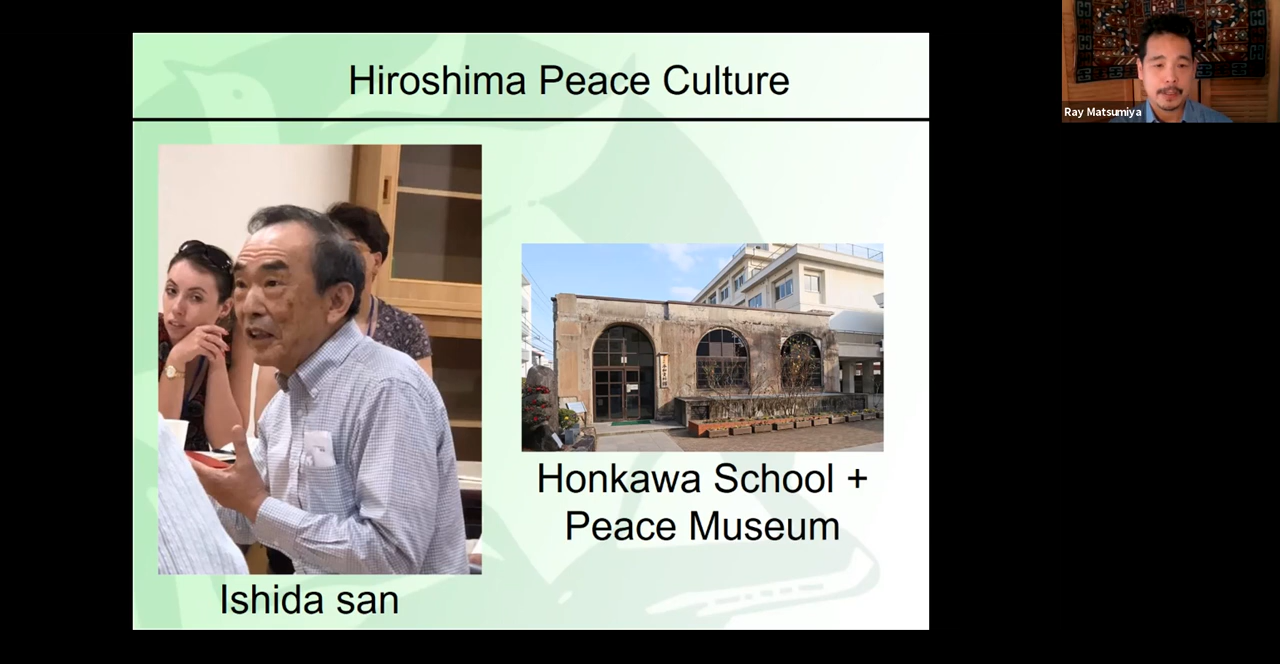 Hiroshima Peace Culture
Ray Matsumiya
Honkawa School +
Peace Museum
Ishida san